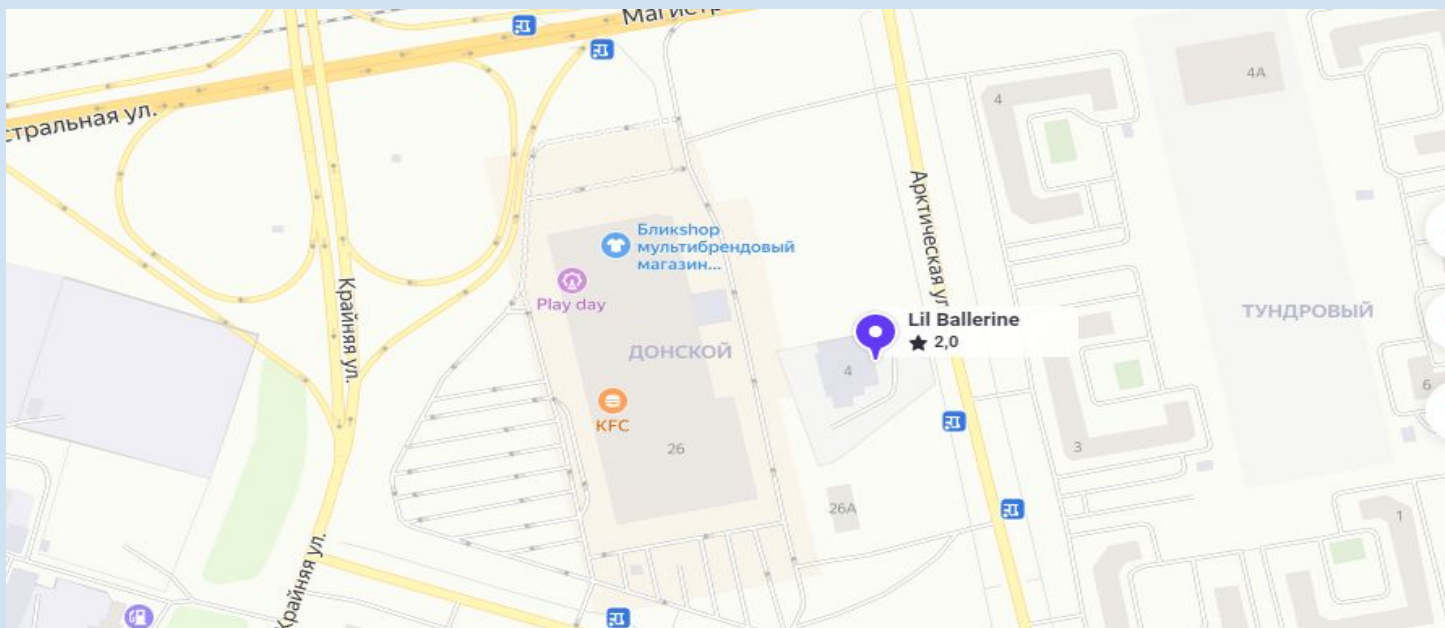 Магистр
стральная ул.
4А
4
Арктическая ул
Бликshop
мультибрендовый
магазин...
Play day
Крайняя ул.
Lil Ballerine
2,0
ТУНДРОВЫЙ
ДОНСКОЙ
4
6
KFC
26
3
26А
1
Крайняя ул.